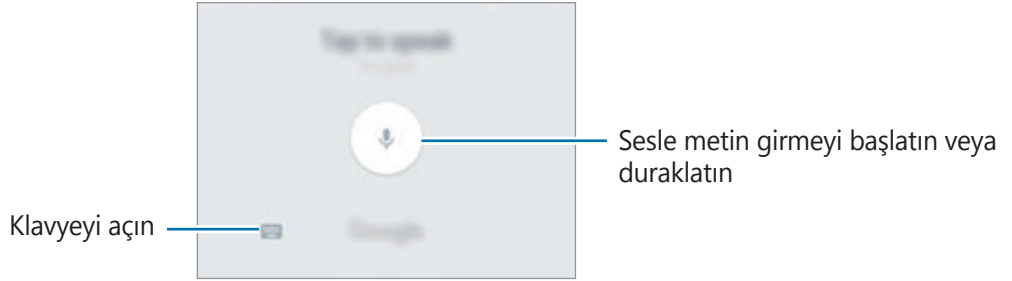 Tap to speak
Sesle metin girmeyi başlatın veya
duraklatın
Klavyeyi açın
Google